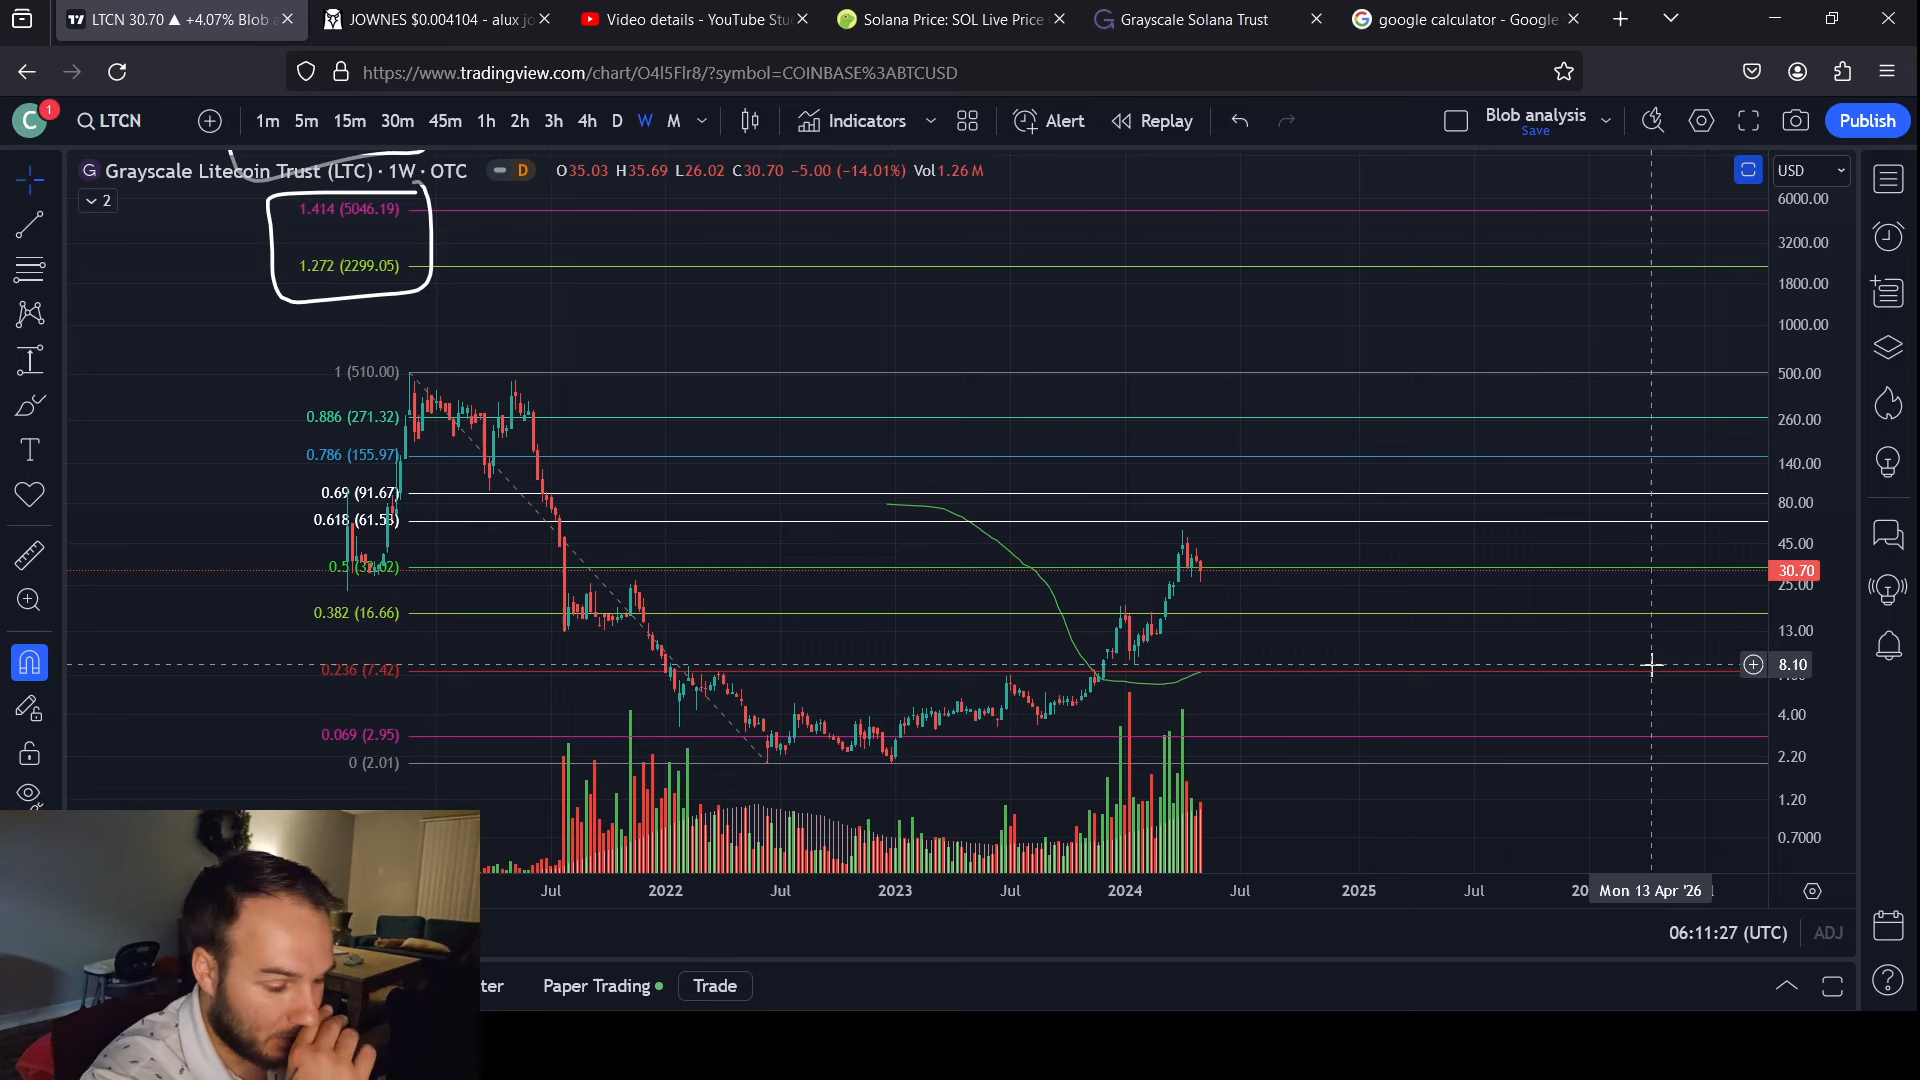 LTCN 30.70 ▲ +4.07% Blob a
JOWNES $0.004104 - alux jo
Video details - YouTube Stu
Solana Price: SOL Live Price
Grayscale Solana Trust
google calculator - Google
https://www.tradingview.com/chart/O4l5Flr8/?symbol=COINBASE%3ABTCUSD
C 1 LTCN 1m 5m 15m 30m 45m 1h 2h 3h 4h D W M Indicators Alert Replay Blob analysis Save Publish
Grayscale Litecoin Trust (LTC) · 1W · OTC D O35.03 H35.69 L26.02 C30.70 −5.00 (−14.01%) Vol1.26 M USD
2
6000.00
1.414 (5046.19)
3200.00
1.272 (2299.05)
1800.00
1000.00
1 (510.00) 500.00
0.886 (271.32) 260.00
0.786 (155.97) 140.00
0.69 (91.67) 80.00
0.618 (61.53)
45.00
0.5 (32.02) 30.70
25.00
0.382 (16.66)
13.00
0.236 (7.42) 8.10
4.00
0.069 (2.95)
0 (2.01) 2.20
1.20
0.7000
Jul 2022 Jul 2023 Jul 2024 Jul 2025 Jul Mon 13 Apr '26
06:11:27 (UTC) ADJ
ter Paper Trading Trade